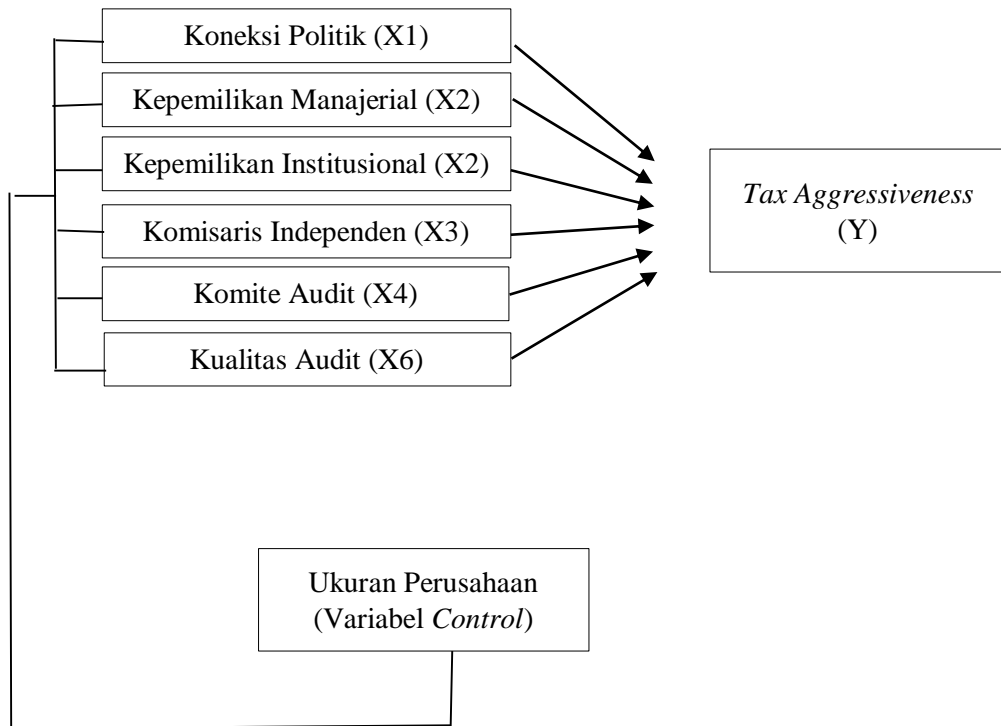 Koneksi Politik (X1)
Kepemilikan Manajerial (X2)
Kepemilikan Institusional (X2)
Komisaris Independen (X3)
Komite Audit (X4)
Kualitas Audit (X6)
Tax Aggressiveness
(Y)
Ukuran Perusahaan
(Variabel Control)